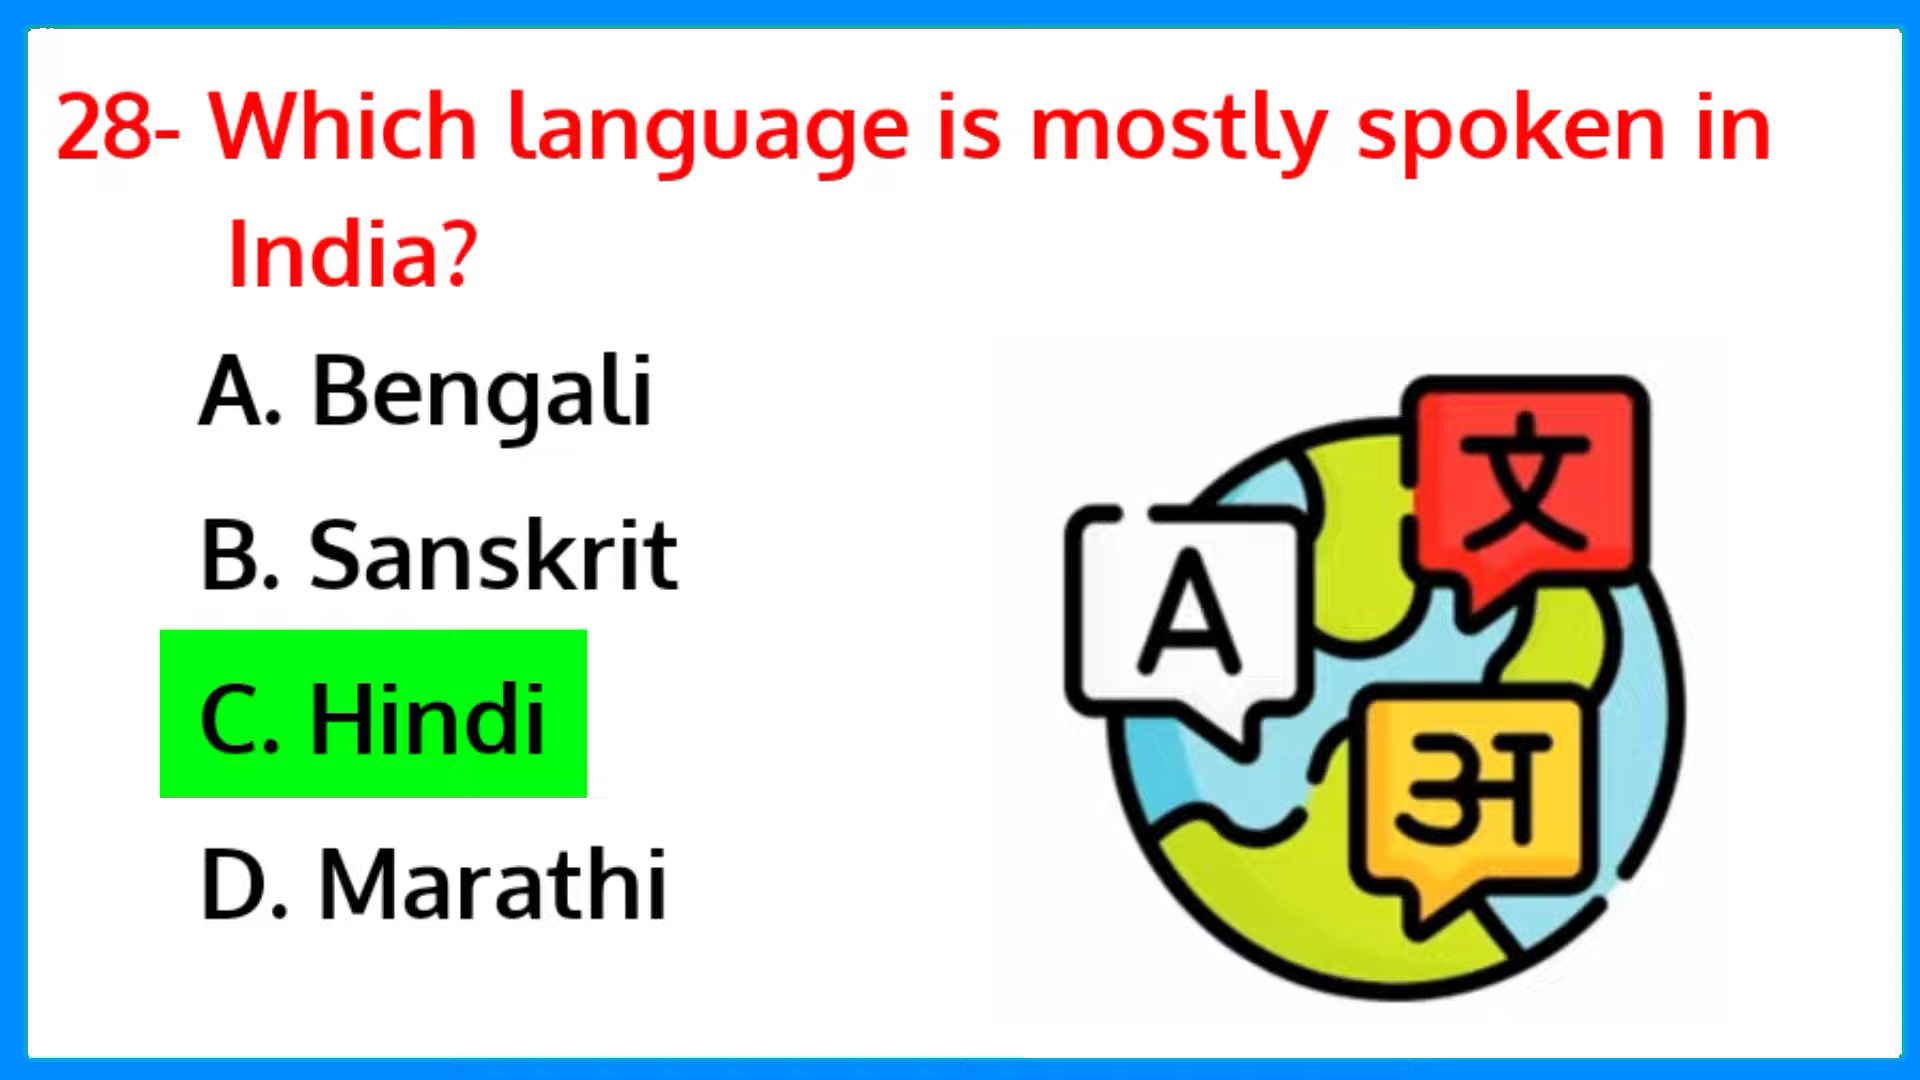 28- Which language is mostly spoken in
India?
A. Bengali
B. Sanskrit
C. Hindi
D. Marathi
文
A
अ